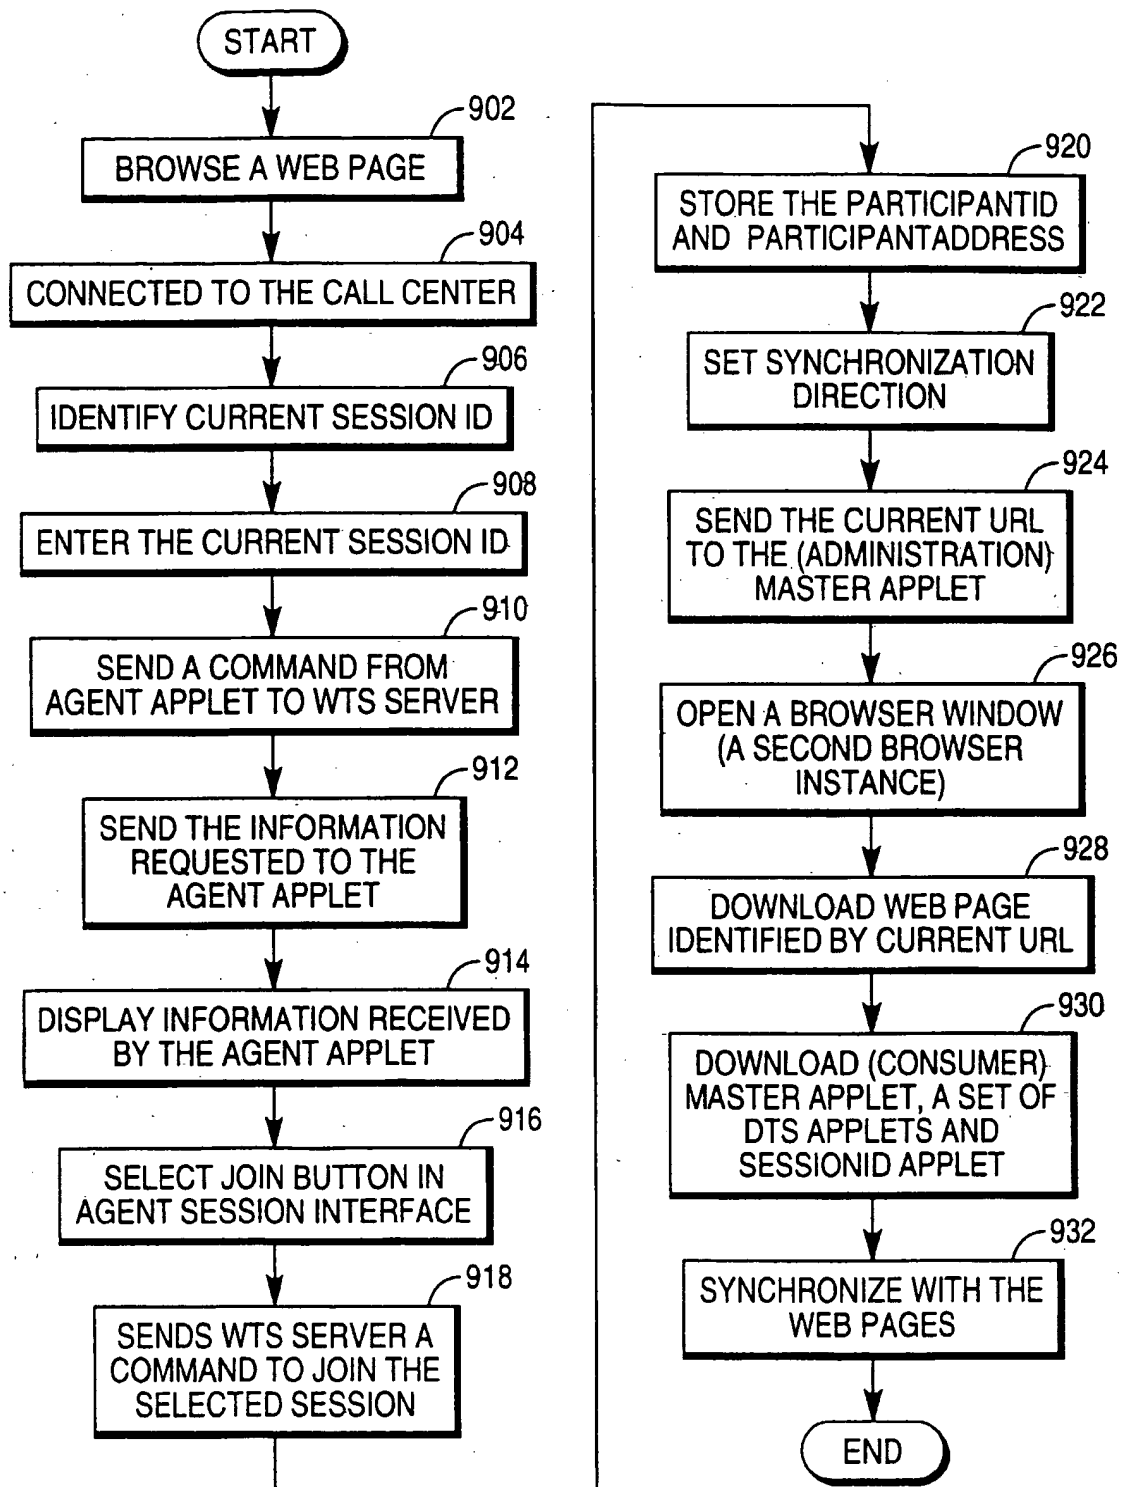 START
902
BROWSE A WEB PAGE
904
CONNECTED TO THE CALL CENTER
906
IDENTIFY CURRENT SESSION ID
908
ENTER THE CURRENT SESSION ID
910
SEND A COMMAND FROM
AGENT APPLET TO WTS SERVER
912
SEND THE INFORMATION
REQUESTED TO THE
AGENT APPLET
914
DISPLAY INFORMATION RECEIVED
BY THE AGENT APPLET
916
SELECT JOIN BUTTON IN
AGENT SESSION INTERFACE
918
SENDS WTS SERVER A
COMMAND TO JOIN THE
SELECTED SESSION
920
STORE THE PARTICIPANTID
AND PARTICIPANTADDRESS
922
SET SYNCHRONIZATION
DIRECTION
924
SEND THE CURRENT URL
TO THE (ADMINISTRATION)
MASTER APPLET
926
OPEN A BROWSER WINDOW
(A SECOND BROWSER
INSTANCE)
928
DOWNLOAD WEB PAGE
IDENTIFIED BY CURRENT URL
930
DOWNLOAD (CONSUMER)
MASTER APPLET, A SET OF
DTS APPLETS AND
SESSIONID APPLET
932
SYNCHRONIZE WITH THE
WEB PAGES
END